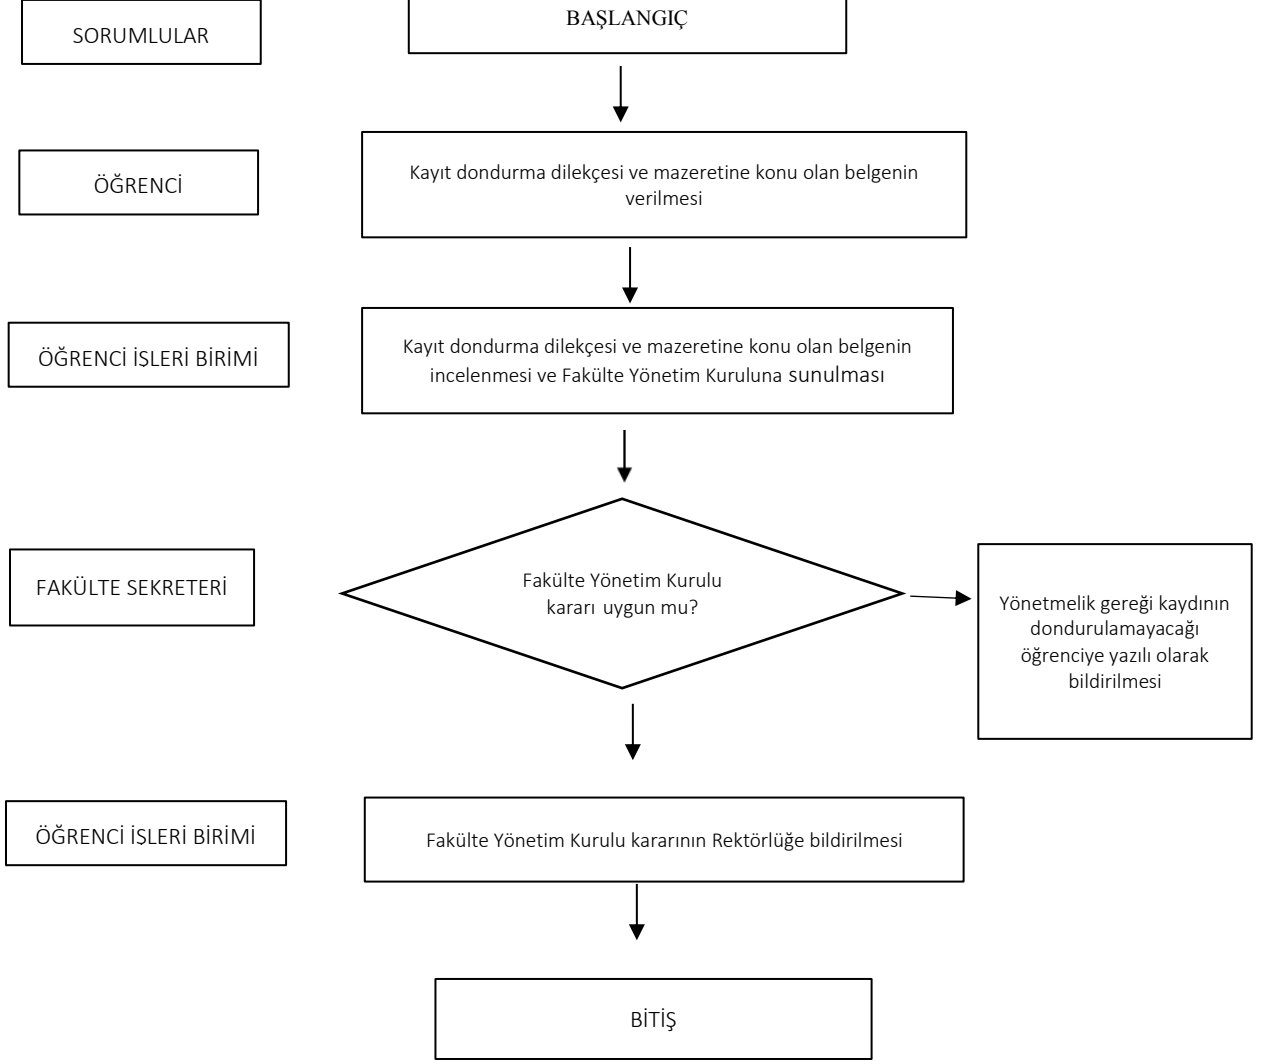 SORUMLULAR
BAŞLANGIÇ
ÖĞRENCİ
Kayıt dondurma dilekçesi ve mazeretine konu olan belgenin
verilmesi
ÖĞRENCİ İŞLERİ BİRİMİ
Kayıt dondurma dilekçesi ve mazeretine konu olan belgenin
incelenmesi ve Fakülte Yönetim Kuruluna sunulması
FAKÜLTE SEKRETERİ
Fakülte Yönetim Kurulu
kararı uygun mu?
Yönetmelik gereği kaydının
dondurulamayacağı
öğrenciye yazılı olarak
bildirilmesi
ÖĞRENCİ İŞLERİ BİRİMİ
Fakülte Yönetim Kurulu kararının Rektörlüğe bildirilmesi
BİTİŞ